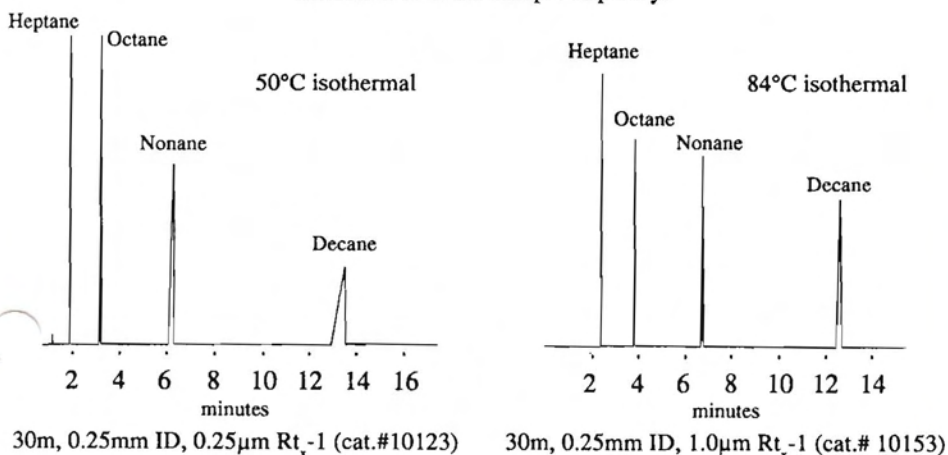 Heptane
Octane
50°C isothermal
Nonane
Decane
2 4 6 8 10 12 14 16
minutes
30m, 0.25mm ID, 0.25µm Rtx-1 (cat.#10123)
Heptane
84°C isothermal
Octane
Nonane
Decane
2 4 6 8 10 12 14
minutes
30m, 0.25mm ID, 1.0µm Rtx-1 (cat.# 10153)